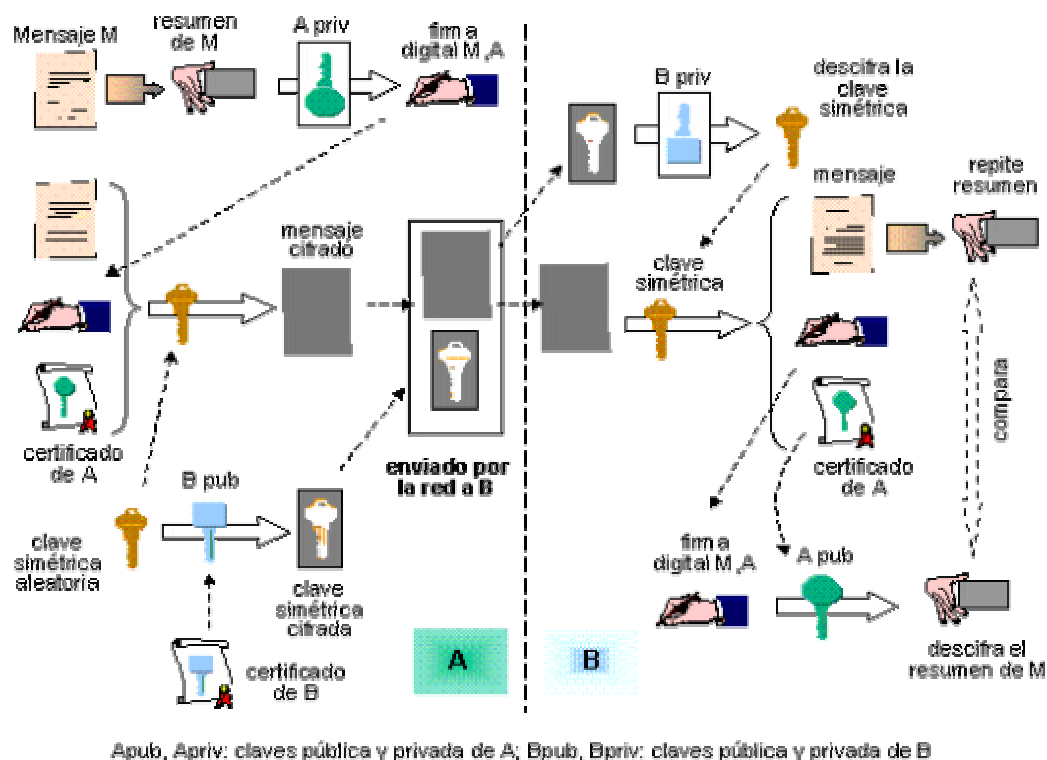 Mensaje M
resumen
de M
A priv
firma
digital M,A
B priv
descifra la
clave
simétrica
mensaje
repite
resumen
mensaje
cifrado
clave
simétrica
compara
certificado
de A
enviado por
la red a B
certificado
de A
B pub
clave
simétrica
aleatoria
clave
simétrica
cifrada
firma
digital M,A
A pub
descifra el
resumen de M
certificado
de B
A
B
Apub, Apriv: claves pública y privada de A; Bpub, Bpriv: claves pública y privada de B